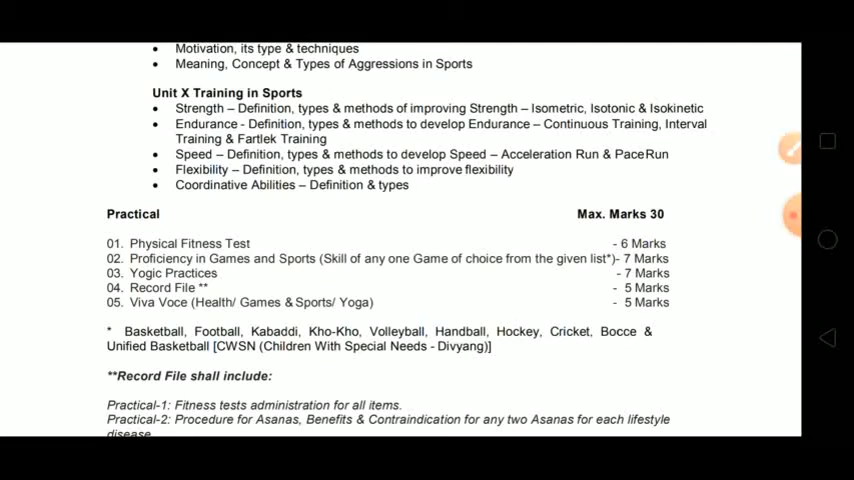 • Motivation, its type & techniques
• Meaning, Concept & Types of Aggressions in Sports
Unit X Training in Sports
• Strength – Definition, types & methods of improving Strength – Isometric, Isotonic & Isokinetic
• Endurance - Definition, types & methods to develop Endurance – Continuous Training, Interval
Training & Fartlek Training
• Speed – Definition, types & methods to develop Speed – Acceleration Run & Pace Run
• Flexibility – Definition, types & methods to improve flexibility
• Coordinative Abilities – Definition & types
Practical Max. Marks 30
01. Physical Fitness Test - 6 Marks
02. Proficiency in Games and Sports (Skill of any one Game of choice from the given list*)- 7 Marks
03. Yogic Practices - 7 Marks
04. Record File ** - 5 Marks
05. Viva Voce (Health/ Games & Sports/ Yoga) - 5 Marks
* Basketball, Football, Kabaddi, Kho-Kho, Volleyball, Handball, Hockey, Cricket, Bocce &
Unified Basketball [CWSN (Children With Special Needs - Divyang)]
**Record File shall include:
Practical-1: Fitness tests administration for all items.
Practical-2: Procedure for Asanas, Benefits & Contraindication for any two Asanas for each lifestyle
disease.